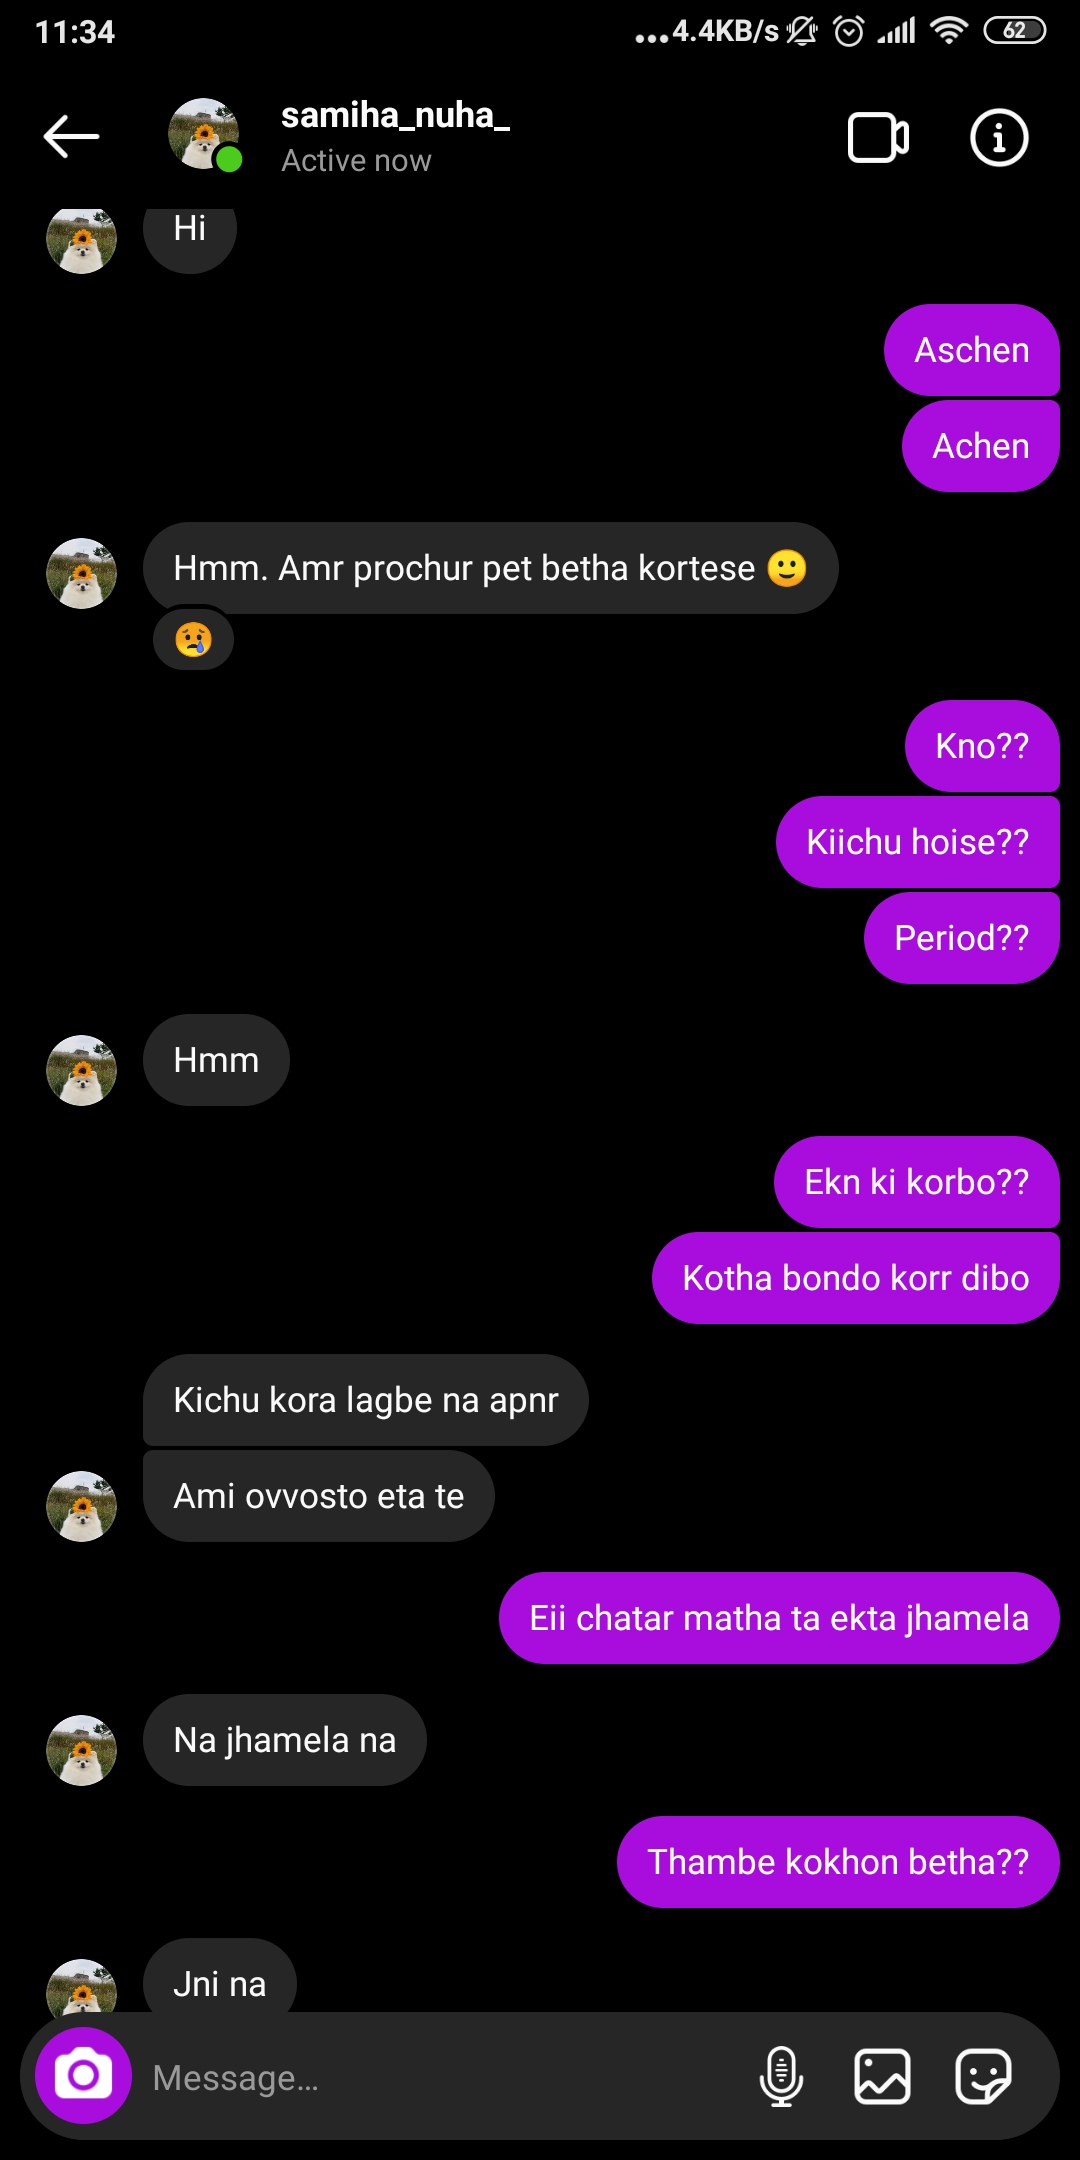 11:34
...4.4KB/s 62
samiha_nuha_
Active now
Hi
Aschen
Achen
Hmm. Amr prochur pet betha kortese 🙂
😢
Kno??
Kiichu hoise??
Period??
Hmm
Ekn ki korbo??
Kotha bondo korr dibo
Kichu kora lagbe na apnr
Ami ovvosto eta te
Eii chatar matha ta ekta jhamela
Na jhamela na
Thambe kokhon betha??
Jni na
Message...